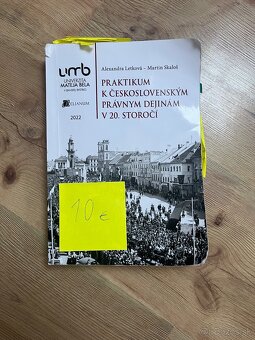 umb
UNIVERZITA
MATEJA BELA
V BANSKEJ BYSTRICI
BELIANUM
2022
Alexandra Letková – Martin Skaloš
PRAKTIKUM
K ČESKOSLOVENSKÝM
PRÁVNYM DEJINÁM
V 20. STOROČÍ
10
€